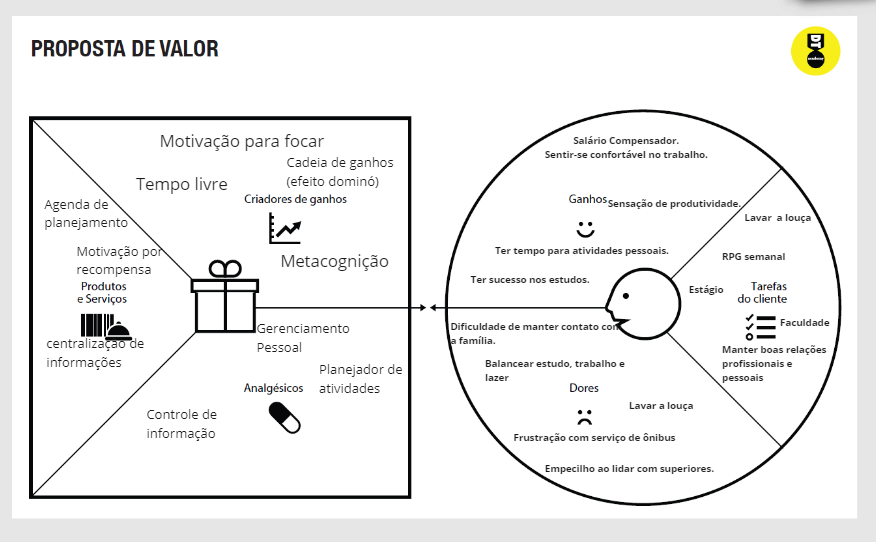 PROPOSTA DE VALOR
Motivação para focar
Cadeia de ganhos
(efeito dominó)
Tempo livre
Criadores de ganhos
Metacognição
Agenda de
planejamento
Motivação por
recompensa
Produtos
e Serviços
centralização de
informações
Gerenciamento
Pessoal
Planejador de
atividades
Analgésicos
Controle de
informação
Salário Compensador.
Sentir-se confortável no trabalho.
Ganhos
Sensação de produtividade.
Ter tempo para atividades pessoais.
Ter sucesso nos estudos.
Lavar a louça
RPG semanal
Estágio
Tarefas
do cliente
Faculdade
Manter boas relações
profissionais e
pessoais
Dificuldade de manter contato com
a família.
Balancear estudo, trabalho e
lazer
Dores
Lavar a louça
Frustração com serviço de ônibus
Empecilho ao lidar com superiores.